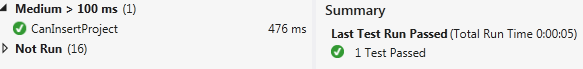 Medium > 100 ms (1)
CanInsertProject 476 ms
Not Run (16)
Summary
Last Test Run Passed (Total Run Time 0:00:05)
1 Test Passed